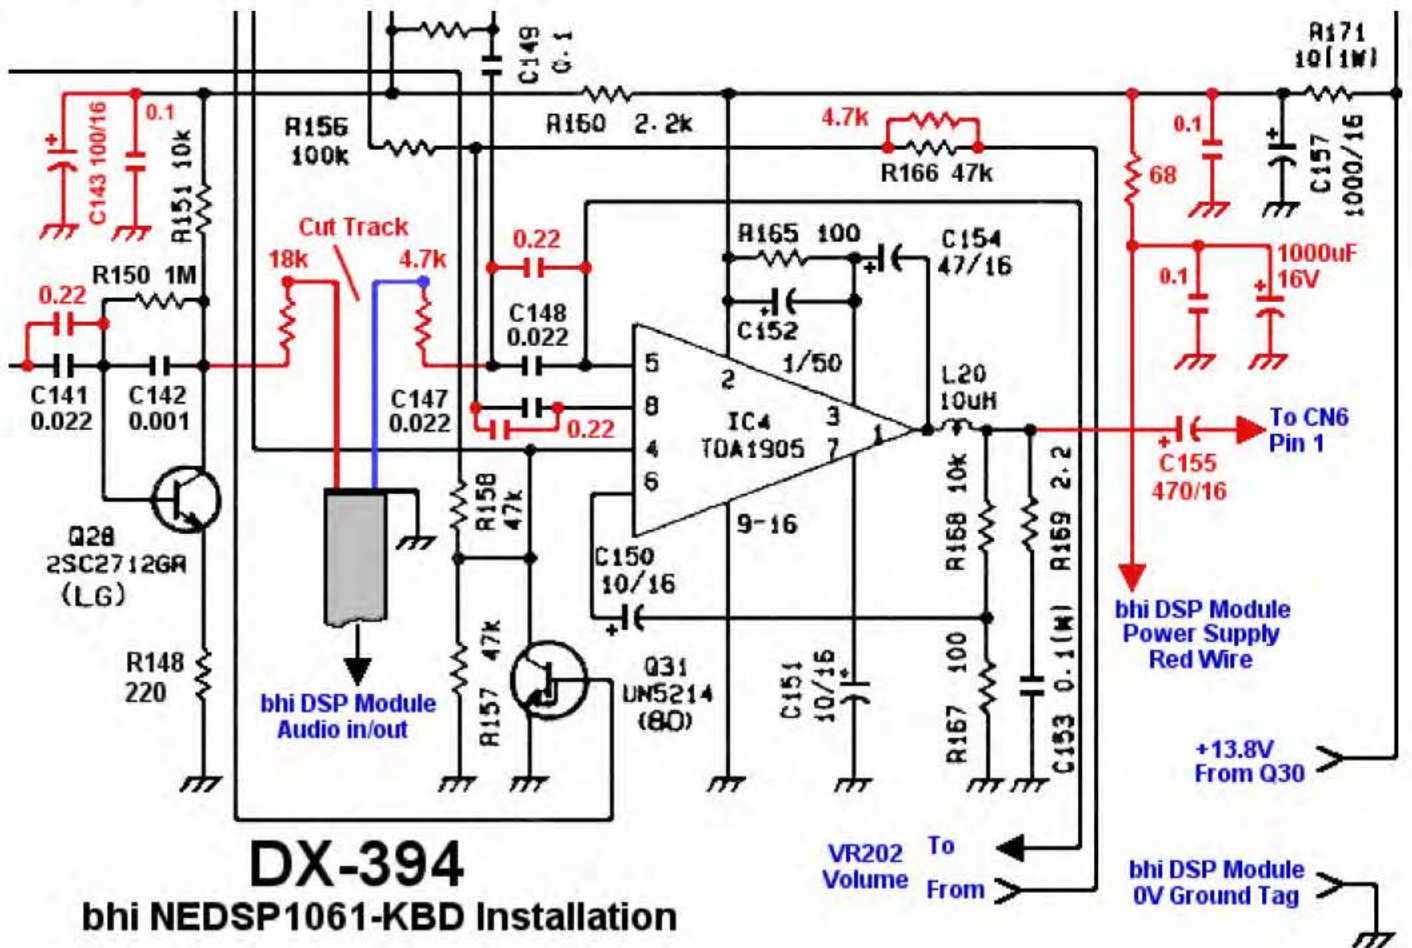 R171
10(1W)
C149
0.1
0.1
C143 100/16
R151 10k
R156
100k
R160 2.2k
4.7k
R166 47k
0.1
C157
1000/16
68
Cut Track
18k
4.7k
0.22
R165 100
C154
47/16
0.1
1000uF
16V
R150 1M
0.22
C148
0.022
C152
1/50
C141
0.022
C142
0.001
C147
0.022
0.22
5
8
4
6
2
IC4
TDA1905
3
7
1
9-16
L20
10uH
To CN6
Pin 1
C155
470/16
Q28
2SC2712GR
(LG)
R158
47k
R168 10k
R169 2.2
C150
10/16
R148
220
R157 47k
Q31
UN5214
(8D)
C151
10/16
R167 100
C153 0.1(M)
bhi DSP Module
Power Supply
Red Wire
bhi DSP Module
Audio in/out
+13.8V
From Q30
VR202
Volume
To
From
bhi DSP Module
0V Ground Tag
DX-394
bhi NEDSP1061-KBD Installation